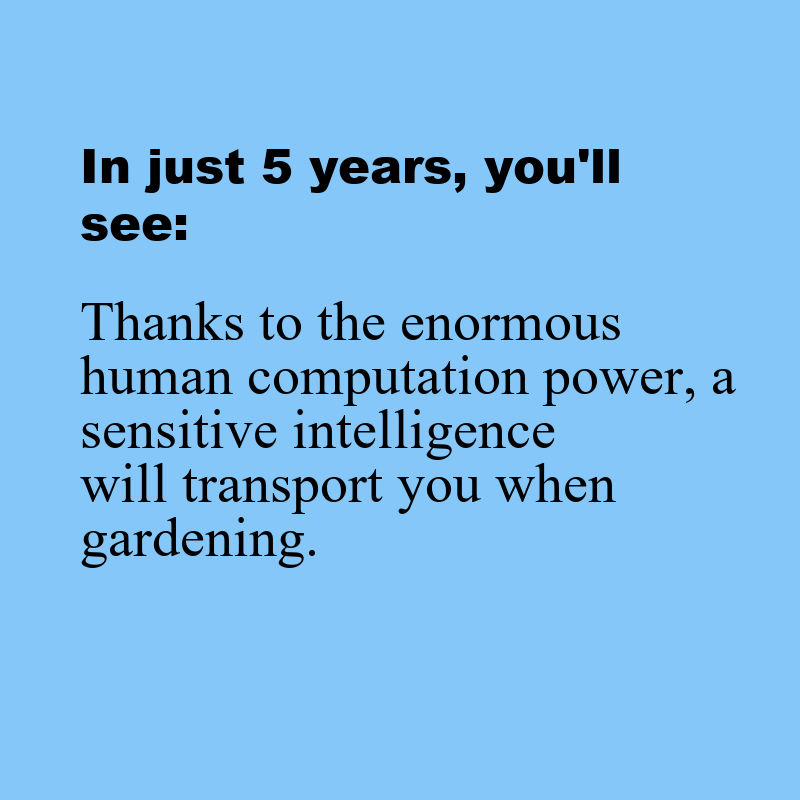 In just 5 years, you'll
see:
Thanks to the enormous
human computation power, a
sensitive intelligence
will transport you when
gardening.